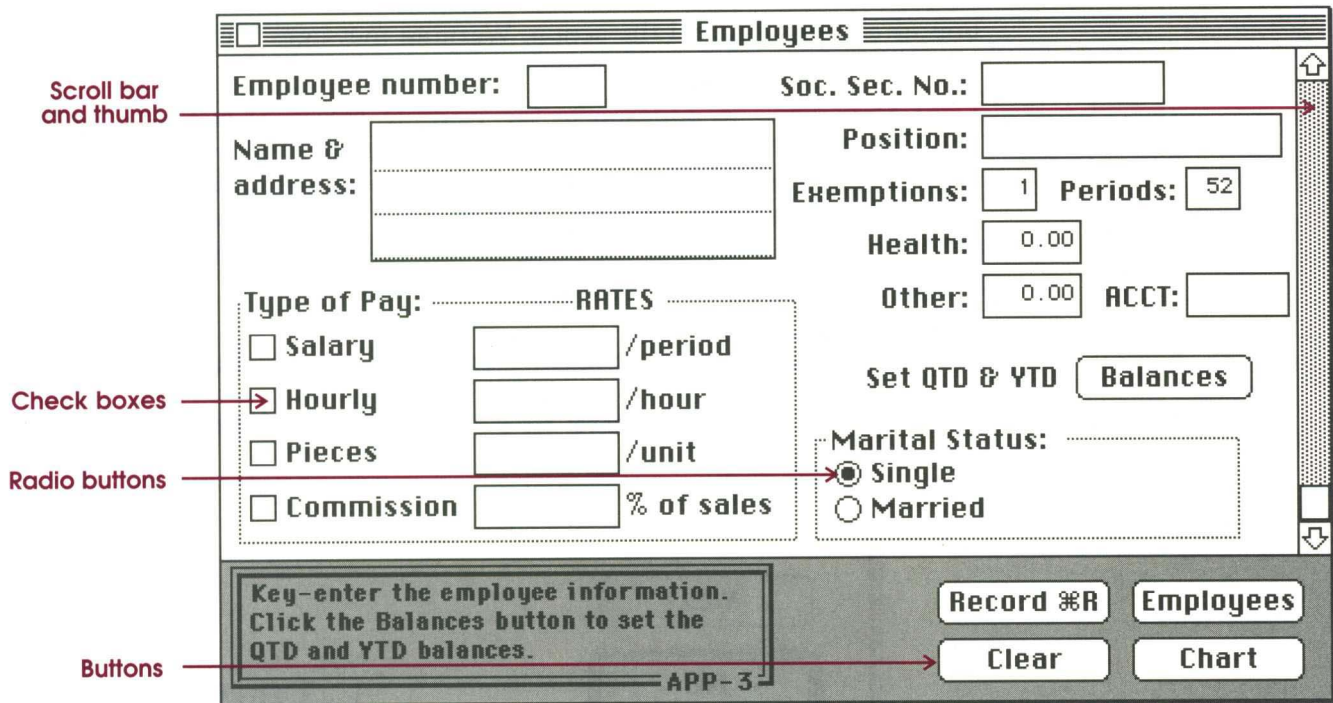 Employees
Scroll bar
and thumb
Employee number:
Soc. Sec. No.:
Name &
address:
Position:
Exemptions: 1 Periods: 52
Health: 0.00
Other: 0.00 ACCT:
Type of Pay: RATES
Salary /period
Set QTD & YTD Balances
Check boxes
Hourly /hour
Pieces /unit
Marital Status:
Radio buttons
Single
Commission % of sales
Married
Key-enter the employee information.
Click the Balances button to set the
QTD and YTD balances.
APP-3
Record ⌘R Employees
Buttons
Clear Chart